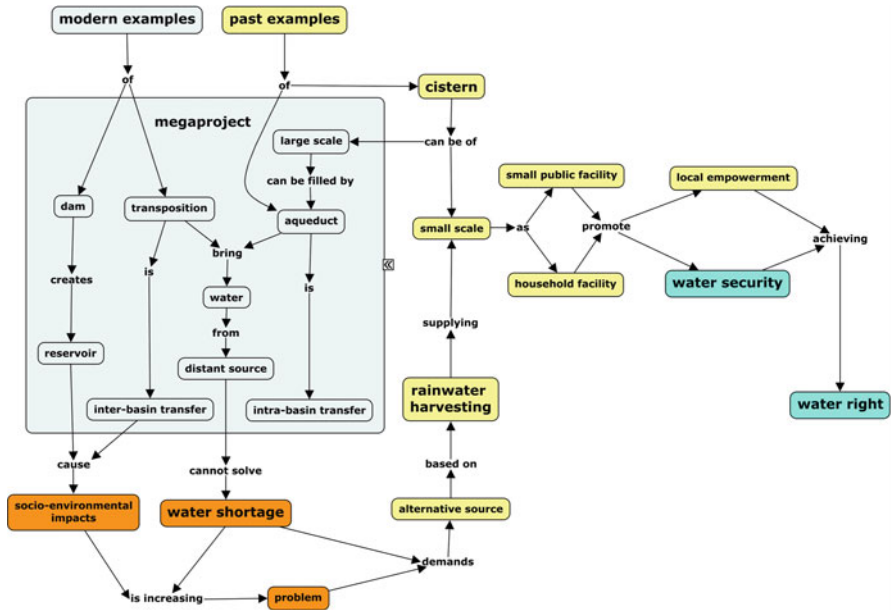 modern examples
past examples
of
of
cistern
megaproject
large scale
can be of
can be filled by
small public facility
local empowerment
dam
transposition
aqueduct
small scale
as
promote
achieving
bring
creates
is
is
household facility
water security
water
supplying
from
reservoir
distant source
rainwater
harvesting
water right
inter-basin transfer
intra-basin transfer
cause
cannot solve
based on
socio-environmental
impacts
water shortage
alternative source
demands
is increasing
problem